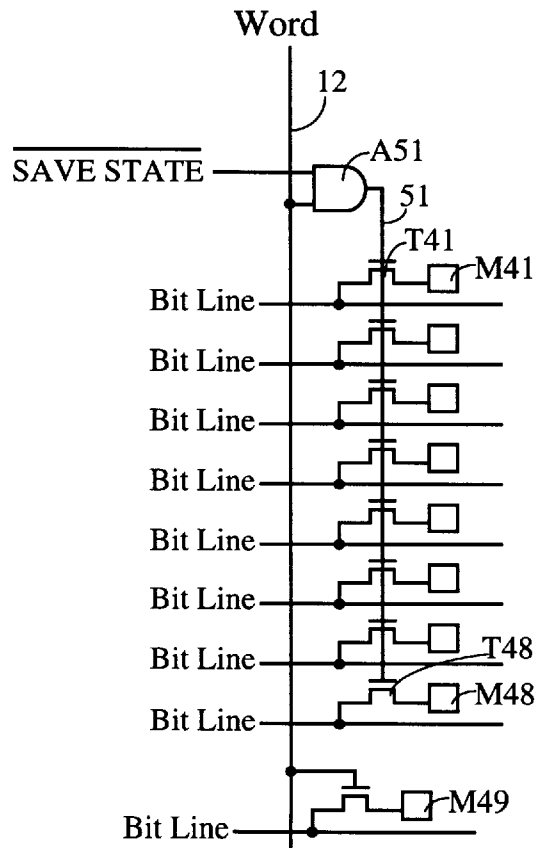 Word
12
SAVE STATE
A51
51
T41
M41
Bit Line
Bit Line
Bit Line
Bit Line
Bit Line
Bit Line
Bit Line
T48
M48
Bit Line
M49
Bit Line